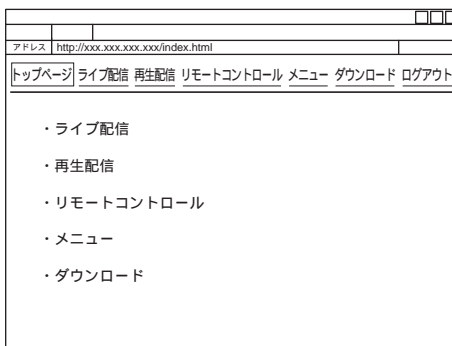 アドレス http://xxx.xxx.xxx.xxx/index.html
トップページ ライブ配信 再生配信 リモートコントロール メニュー ダウンロード ログアウト
・ライブ配信
・再生配信
・リモートコントロール
・メニュー
・ダウンロード